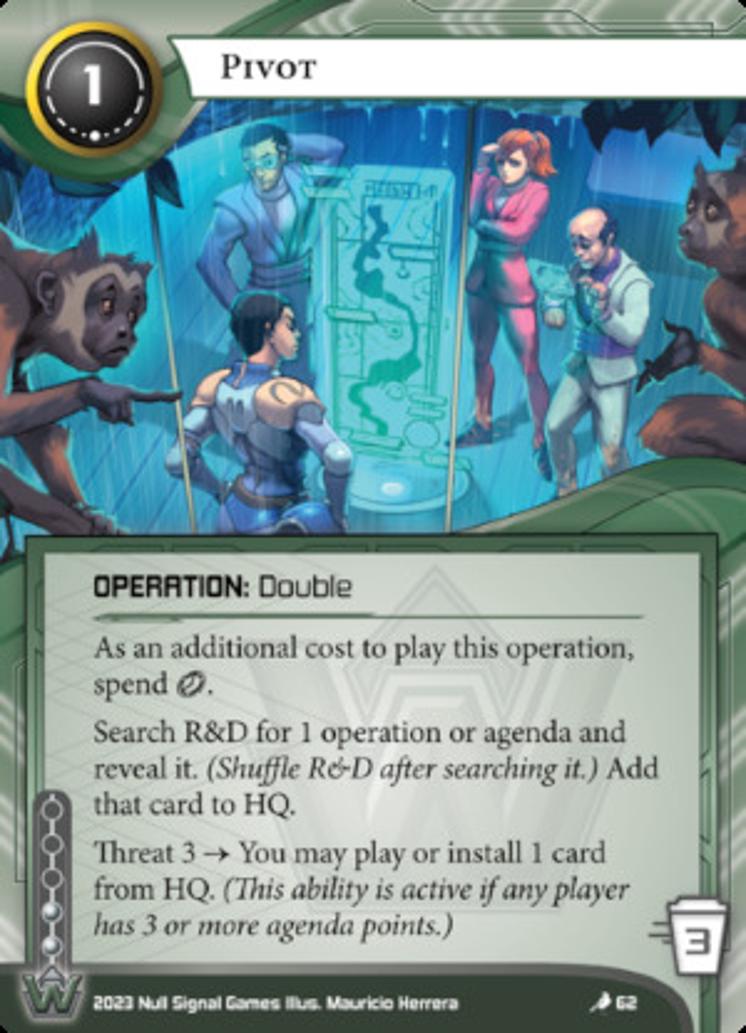 1
Pivot
OPERATION: Double
As an additional cost to play this operation,
spend .
Search R&D for 1 operation or agenda and
reveal it. (Shuffle R&D after searching it.) Add
that card to HQ.
Threat 3 → You may play or install 1 card
from HQ. (This ability is active if any player
has 3 or more agenda points.)
3
2023 Null Signal Games Illus. Mauricio Herrera
62